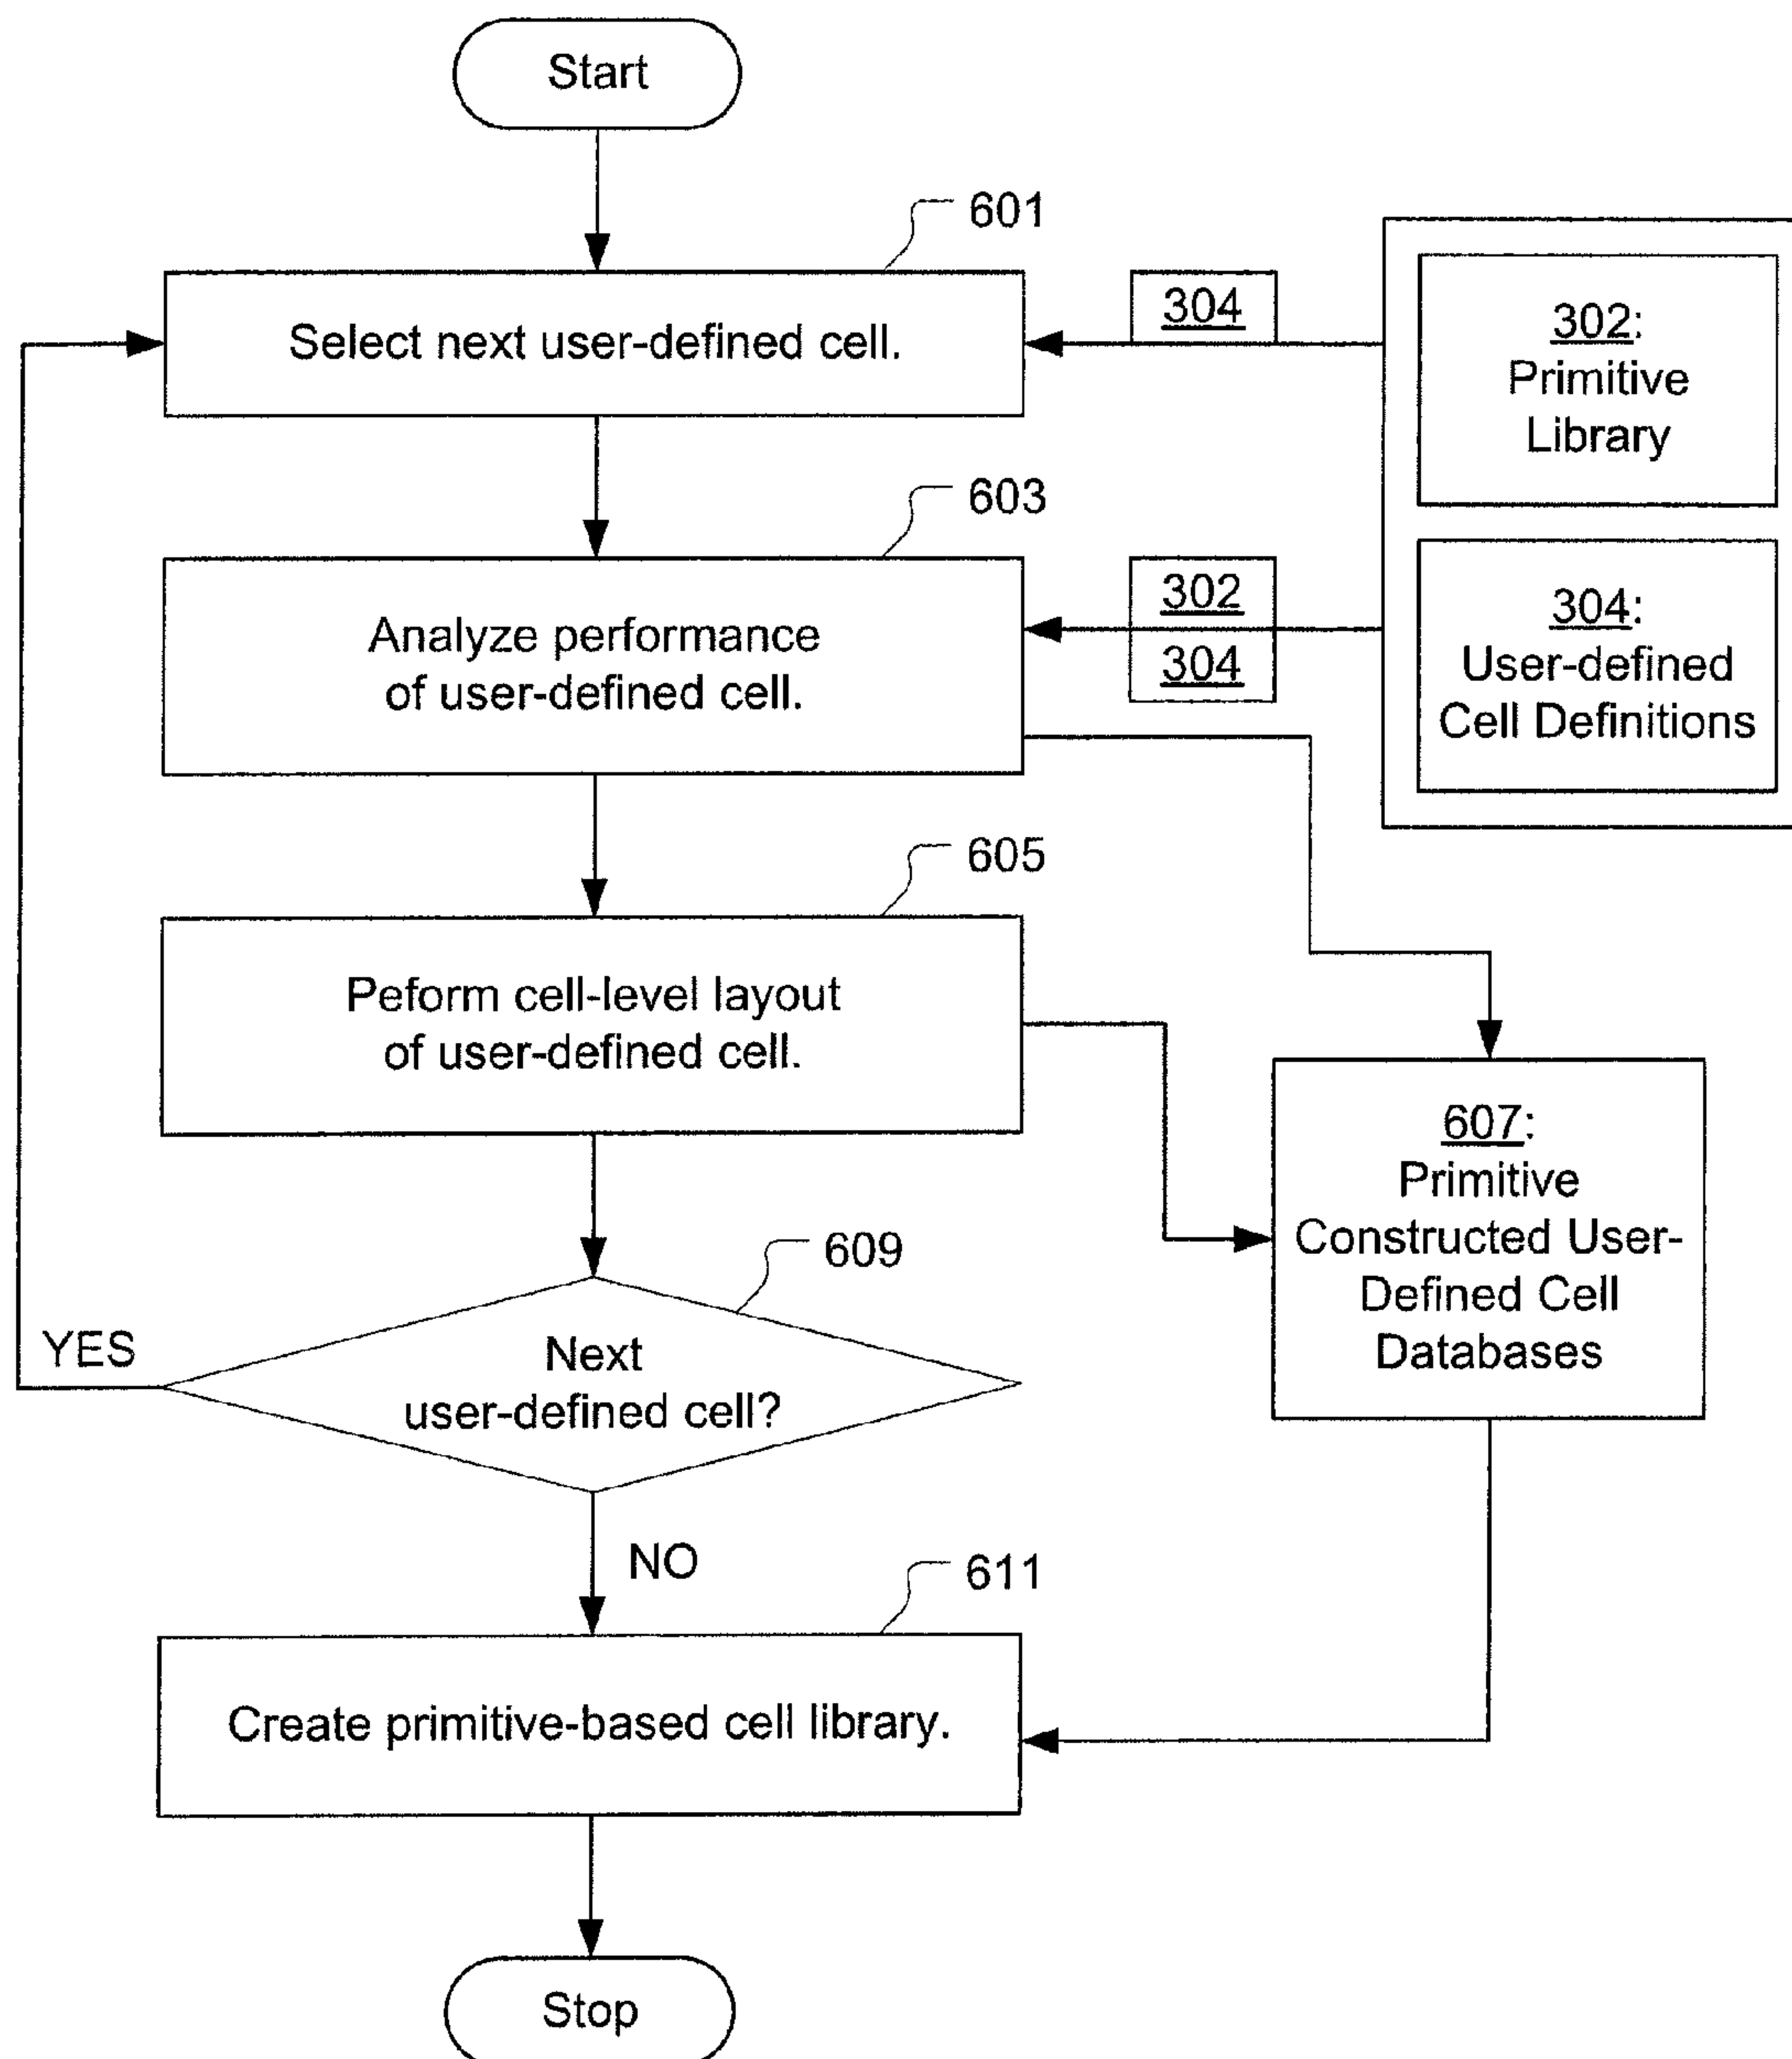 Start
601
Select next user-defined cell.
304
302:
Primitive
Library
603
Analyze performance
of user-defined cell.
302
304
304:
User-defined
Cell Definitions
605
Peform cell-level layout
of user-defined cell.
607:
Primitive
Constructed User-
Defined Cell
Databases
609
Next
user-defined cell?
YES
NO
611
Create primitive-based cell library.
Stop